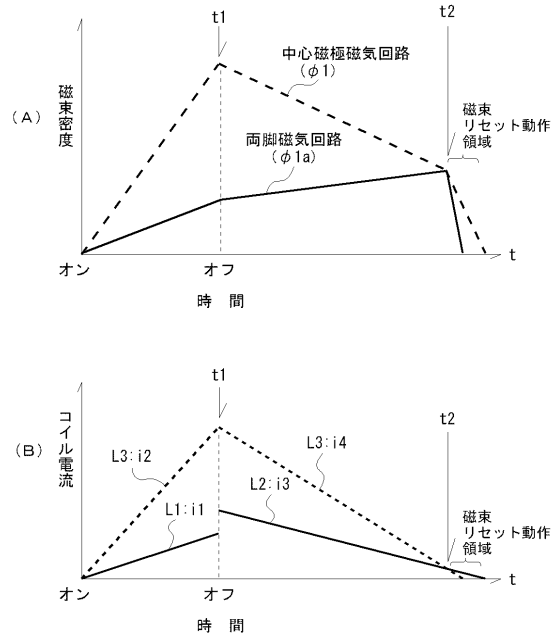 t1
t2
中心磁極磁気回路
(φ1)
(A)
磁束密度
両脚磁気回路
(φ1a)
磁束
リセット動作
領域
t
オン
オフ
時 間
t1
t2
(B)
コイル電流
L3:i2
L3:i4
L1:i1
L2:i3
磁束
リセット動作
領域
t
オン
オフ
時 間